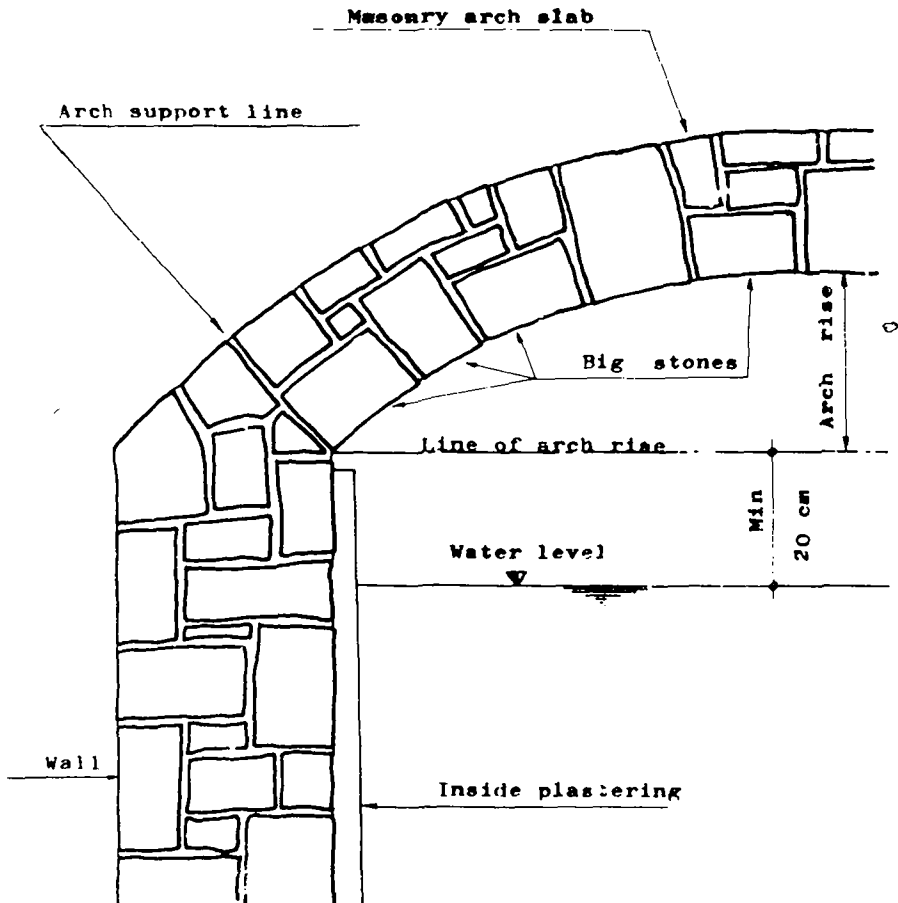 Masonry arch slab
Arch support line
Arch rise
Big stones
Line of arch rise
Min
20 cm
Water level
Wall
Inside plastering